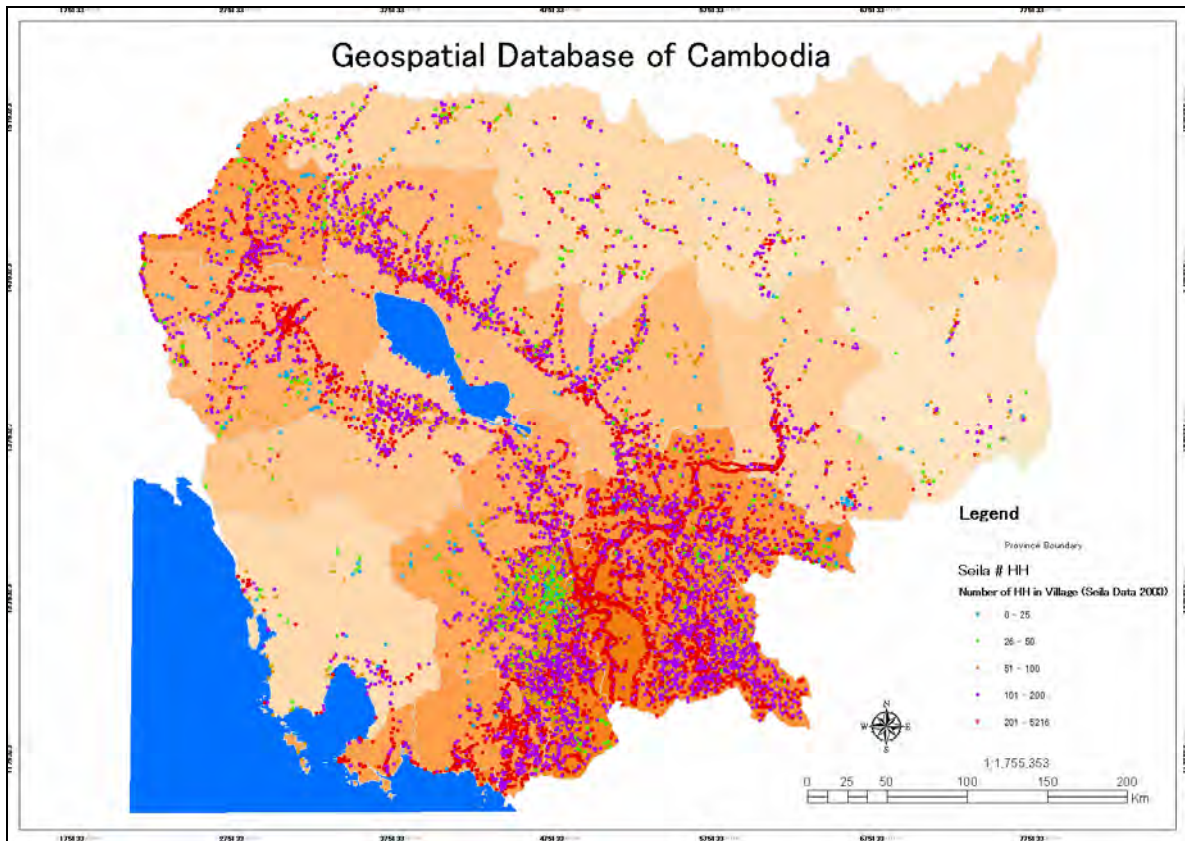 Geospatial Database of Cambodia
Legend
Province Boundary
Seila # HH
Number of HH in Village (Seila Data 2003)
0 - 25
26 - 50
51 - 100
101 - 200
201 - 5216
N
W E
S
1:1,755,353
0 25 50 100 150 200
Km